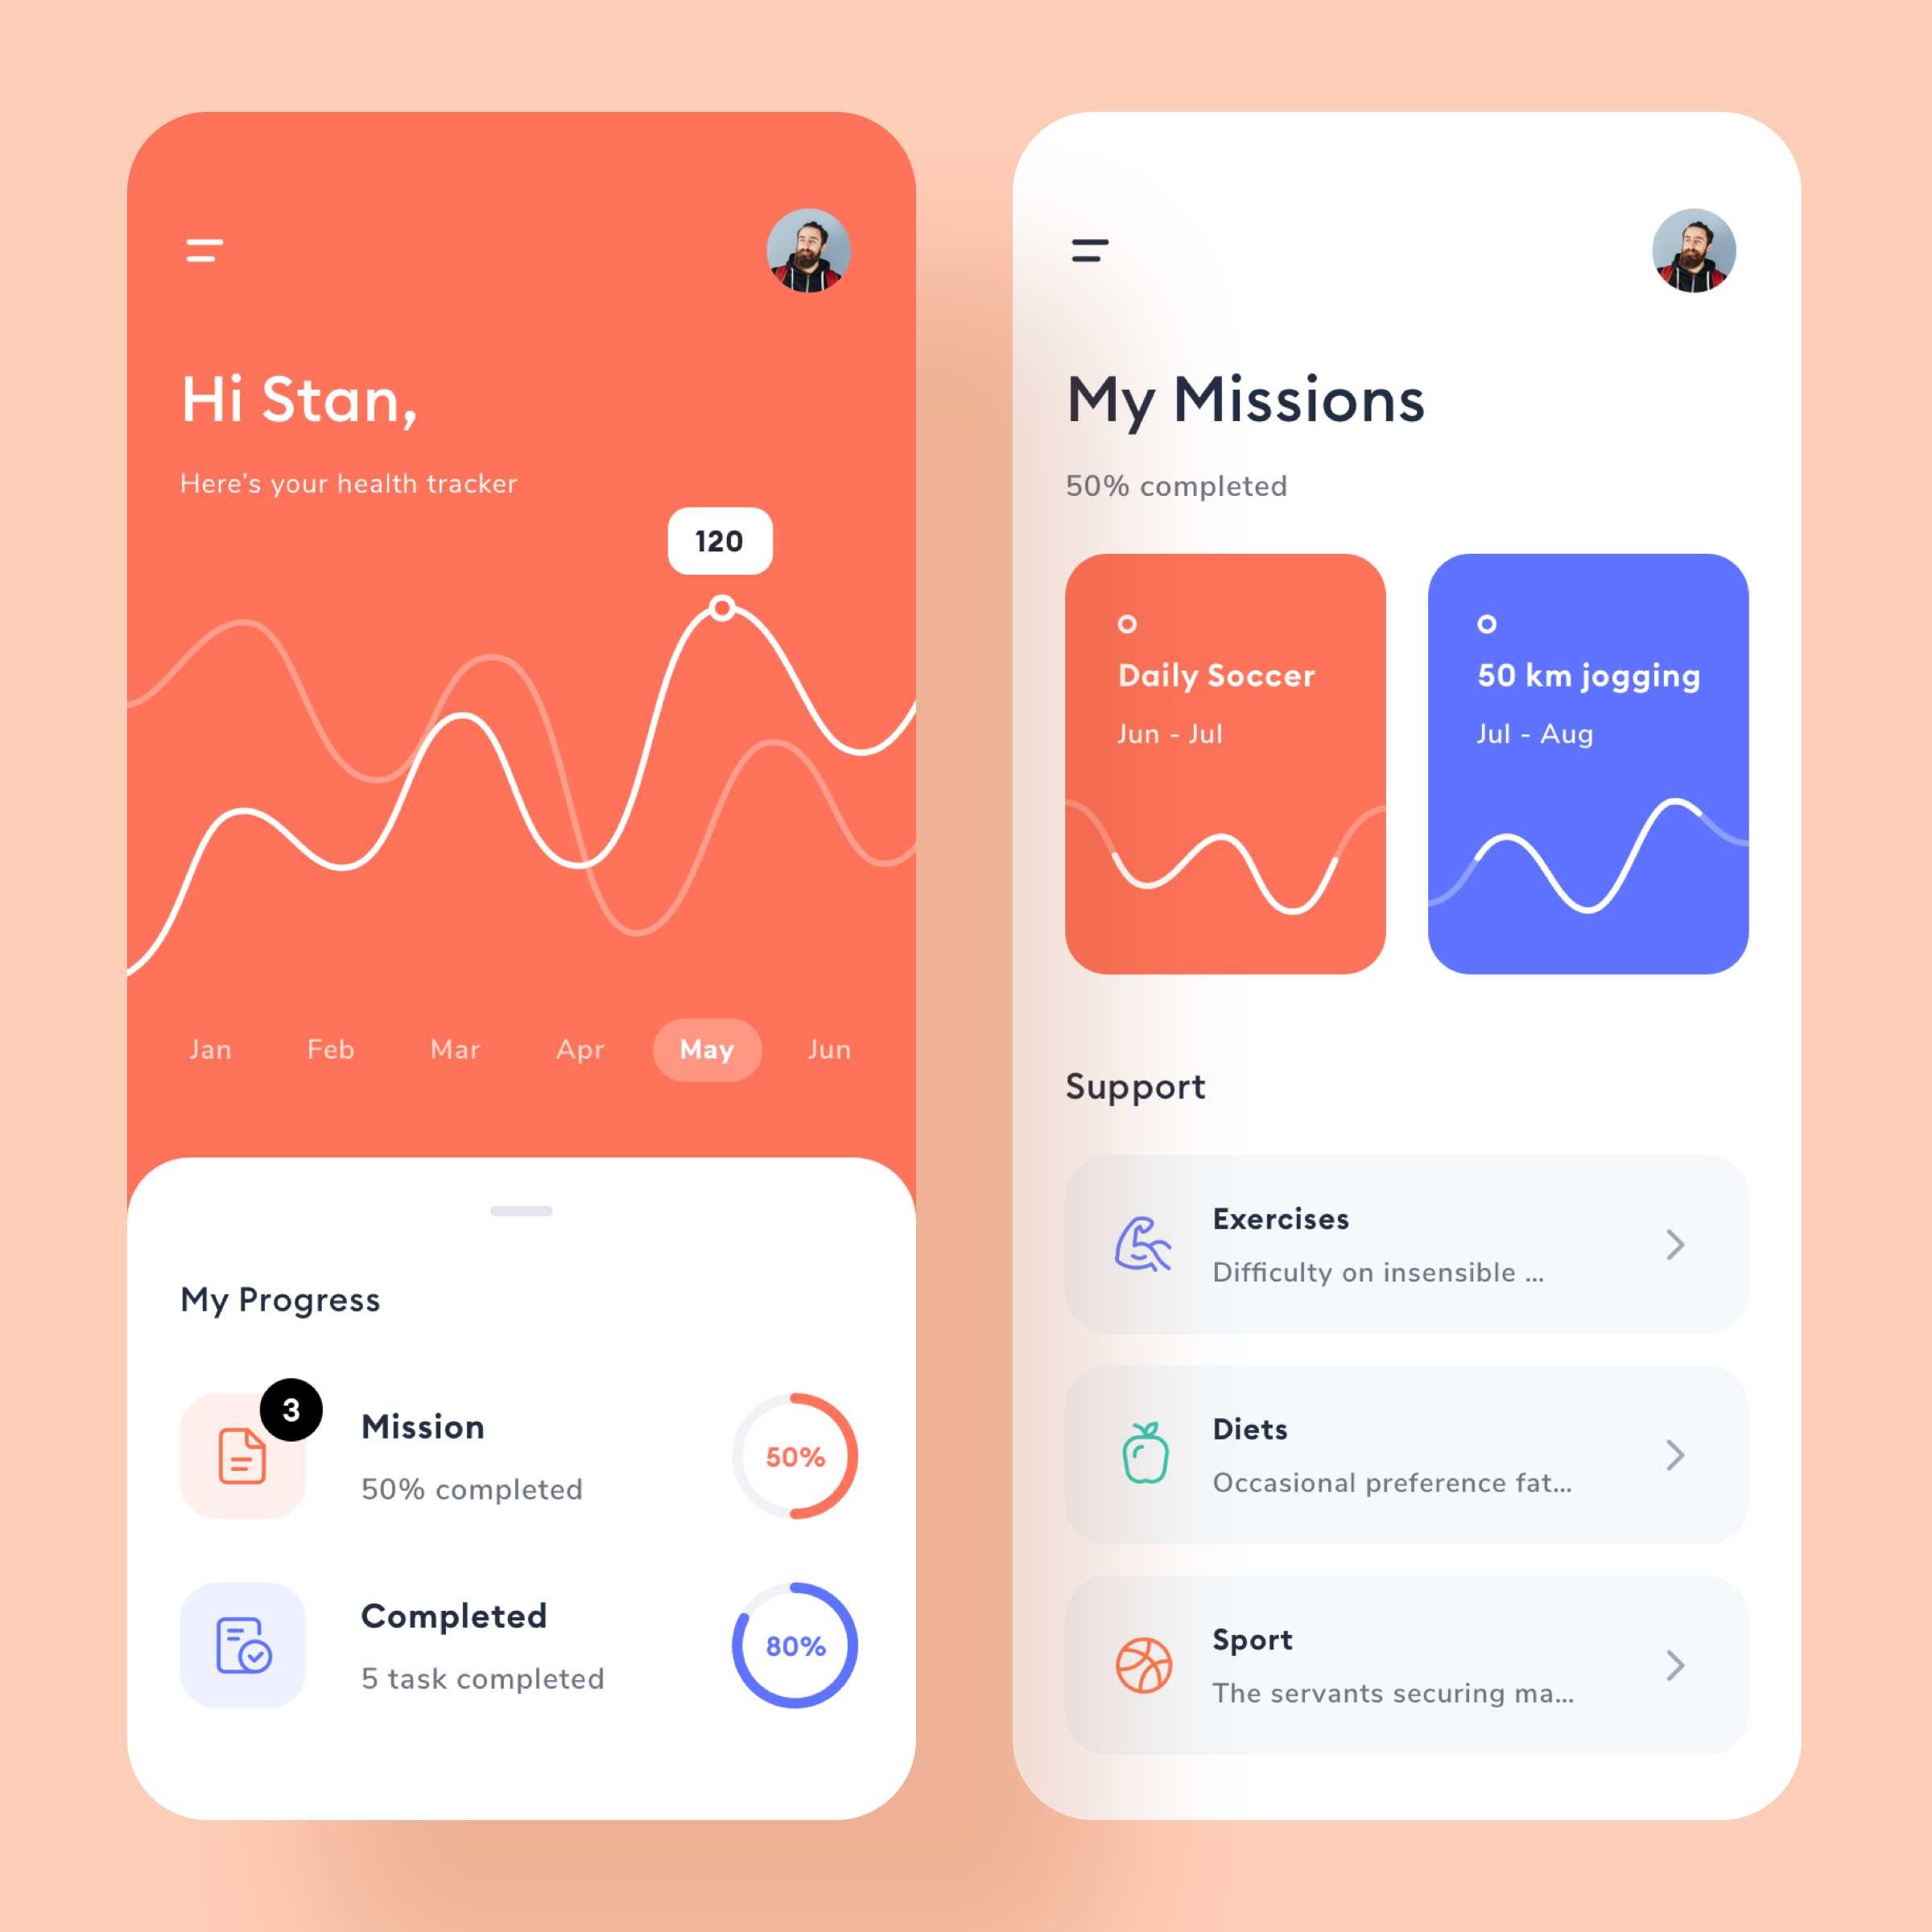 Hi Stan,
Here’s your health tracker
120
Jan Feb Mar Apr May Jun
My Progress
3
Mission
50% completed
50%
Completed
5 task completed
80%
My Missions
50% completed
Daily Soccer
Jun - Jul
50 km jogging
Jul - Aug
Support
Exercises
Difficulty on insensible ...
Diets
Occasional preference fat...
Sport
The servants securing ma...